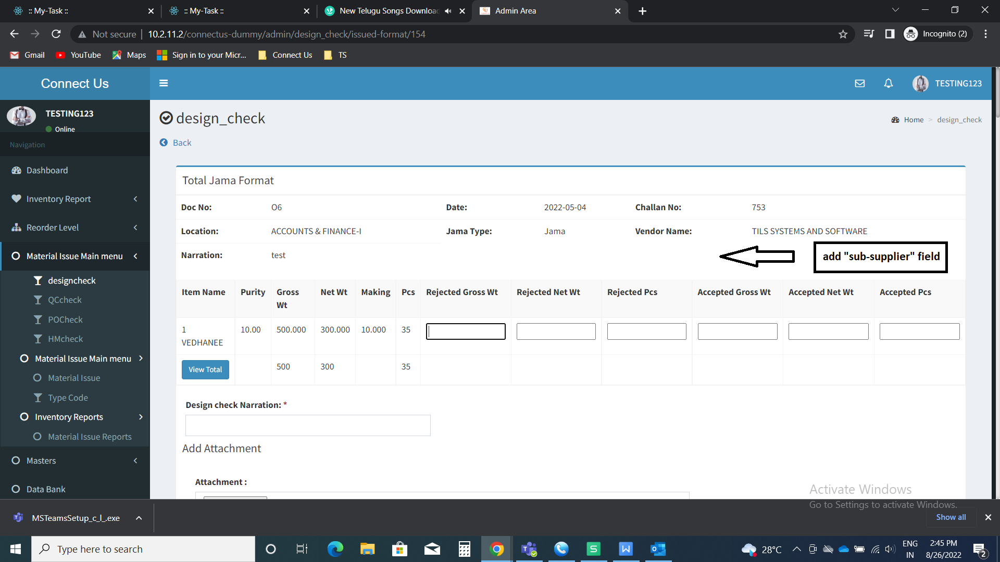 :: My-Task ::
:: My-Task ::
New Telugu Songs Downloa
Admin Area
Not secure
10.2.11.2/connectus-dummy/admin/design_check/issued-format/154
Incognito (2)
Gmail
YouTube
Maps
Sign in to your Micr...
Connect Us
TS
Connect Us
TESTING123
TESTING123
Online
design_check
Home > design_check
Navigation
Back
Dashboard
Total Jama Format
Inventory Report
Doc No: O6 Date: 2022-05-04 Challan No: 753
Reorder Level
Location: ACCOUNTS & FINANCE-I Jama Type: Jama Vendor Name: TILS SYSTEMS AND SOFTWARE
Material Issue Main menu
Narration: test
add "sub-supplier" field
designcheck
QCcheck
POCheck
HMcheck
Material Issue Main menu
Material Issue
Type Code
Inventory Reports
Material Issue Reports
Masters
Data Bank
Item Name Purity Gross Wt Net Wt Making Pcs Rejected Gross Wt Rejected Net Wt Rejected Pcs Accepted Gross Wt Accepted Net Wt Accepted Pcs
1 VEDHANEE 10.00 500.000 300.000 10.000 35
View Total 500 300 35
Design check Narration: *
Add Attachment
Attachment :
Activate Windows
Go to Settings to activate Windows.
MSTeamsSetup_c_l_.exe
Show all
Type here to search
28°C
ENG
IN
2:45 PM
8/26/2022
2